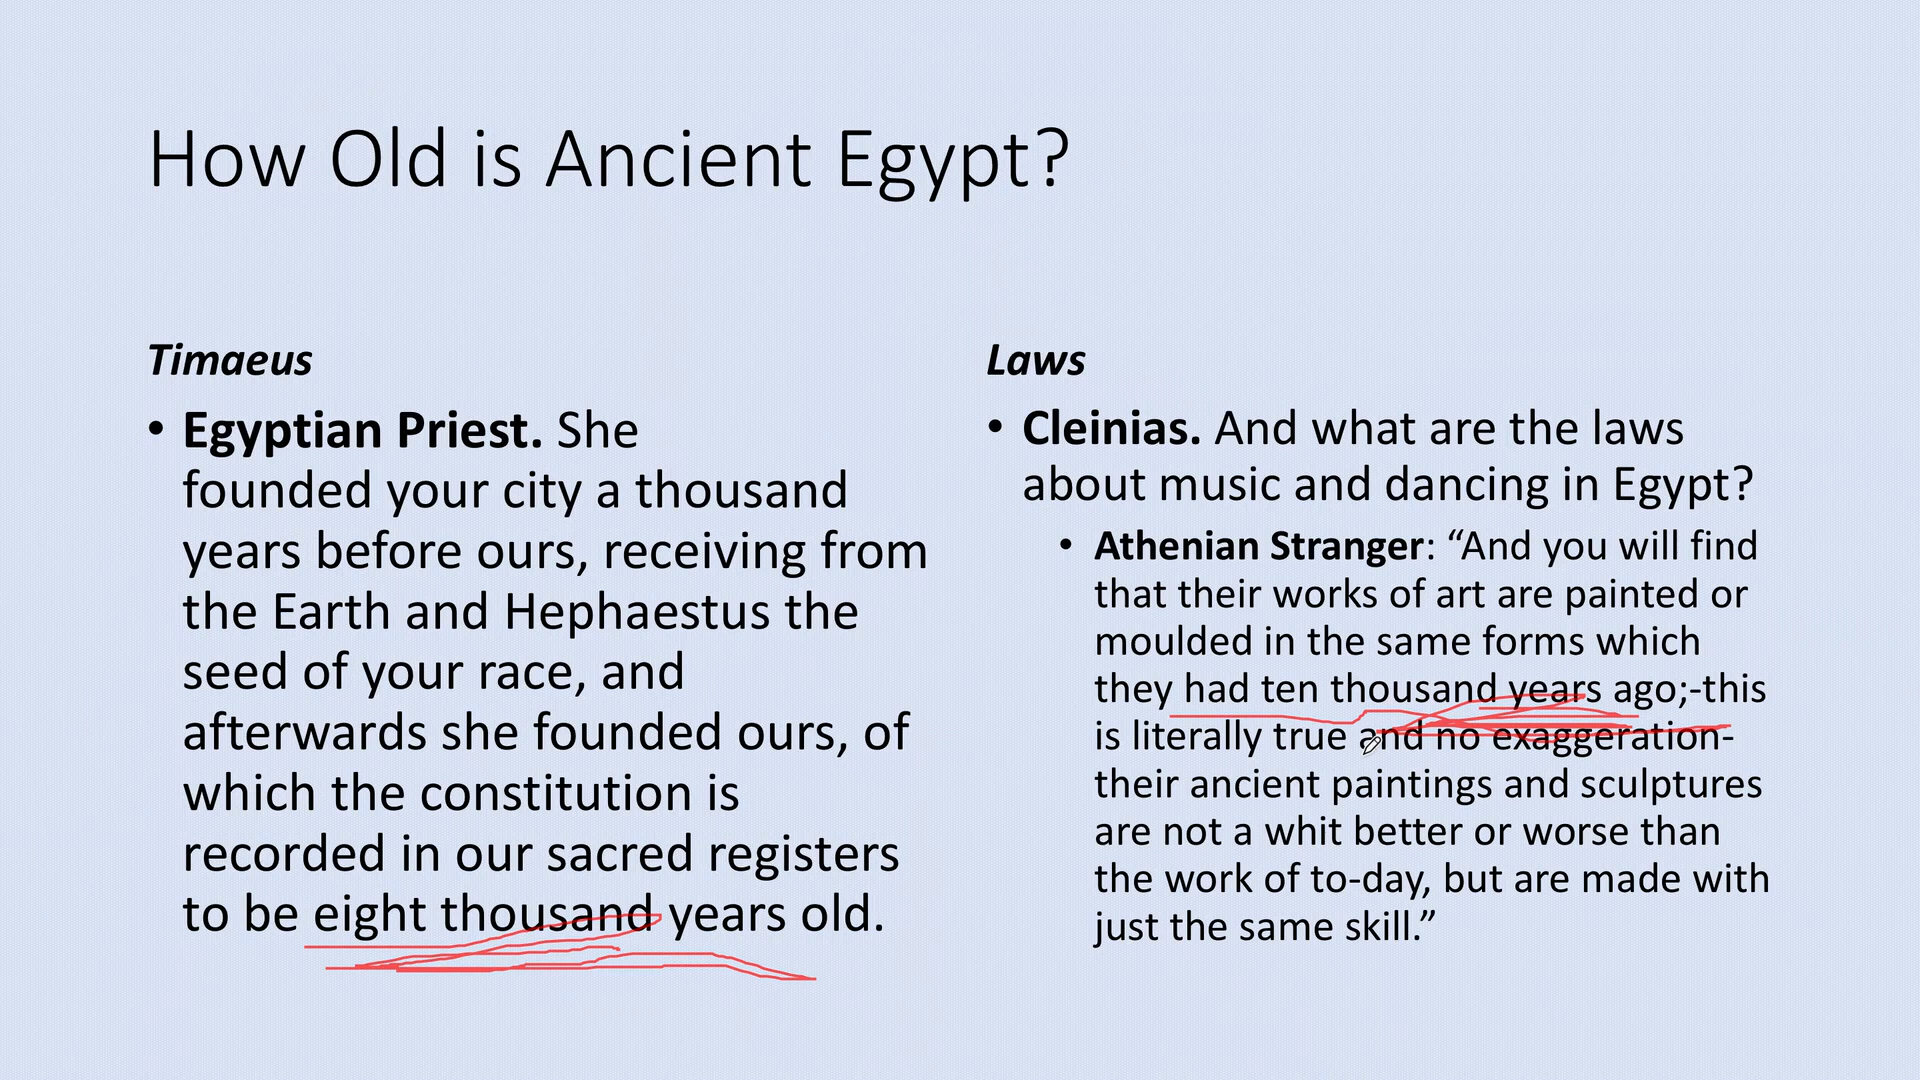 How Old is Ancient Egypt?
Timaeus
• Egyptian Priest. She
founded your city a thousand
years before ours, receiving from
the Earth and Hephaestus the
seed of your race, and
afterwards she founded ours, of
which the constitution is
recorded in our sacred registers
to be eight thousand years old.
Laws
• Cleinias. And what are the laws
about music and dancing in Egypt?
• Athenian Stranger: “And you will find
that their works of art are painted or
moulded in the same forms which
they had ten thousand years ago;-this
is literally true and no exaggeration-
their ancient paintings and sculptures
are not a whit better or worse than
the work of to-day, but are made with
just the same skill.”